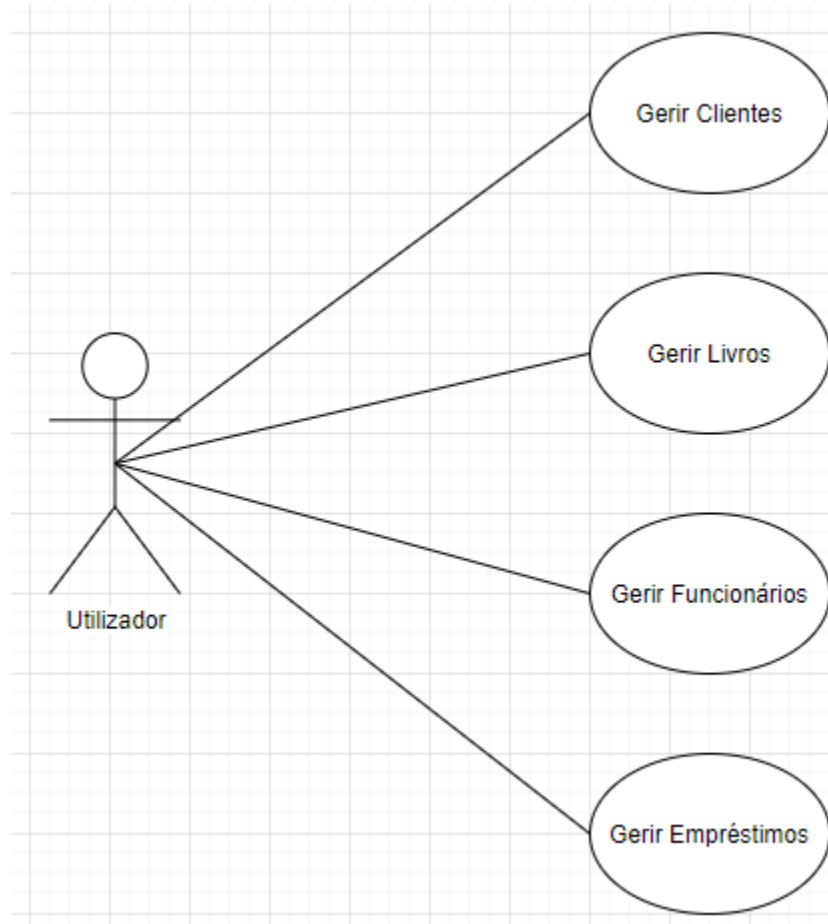 Gerir Clientes
Gerir Livros
Gerir Funcionários
Utilizador
Gerir Empréstimos